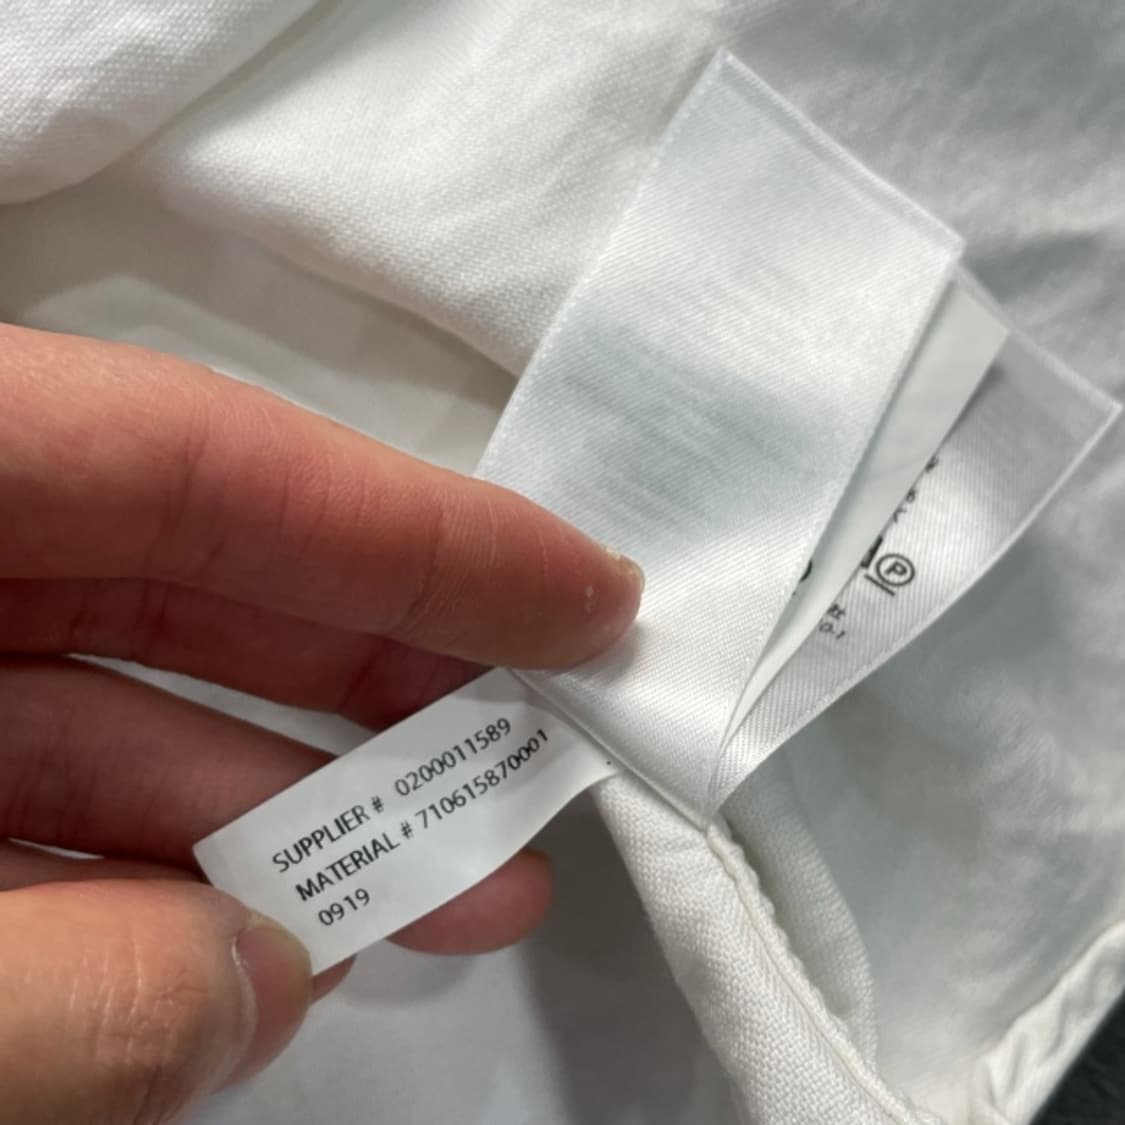 SUPPLIER # 0200011589
MATERIAL # 710615870001
0919
P